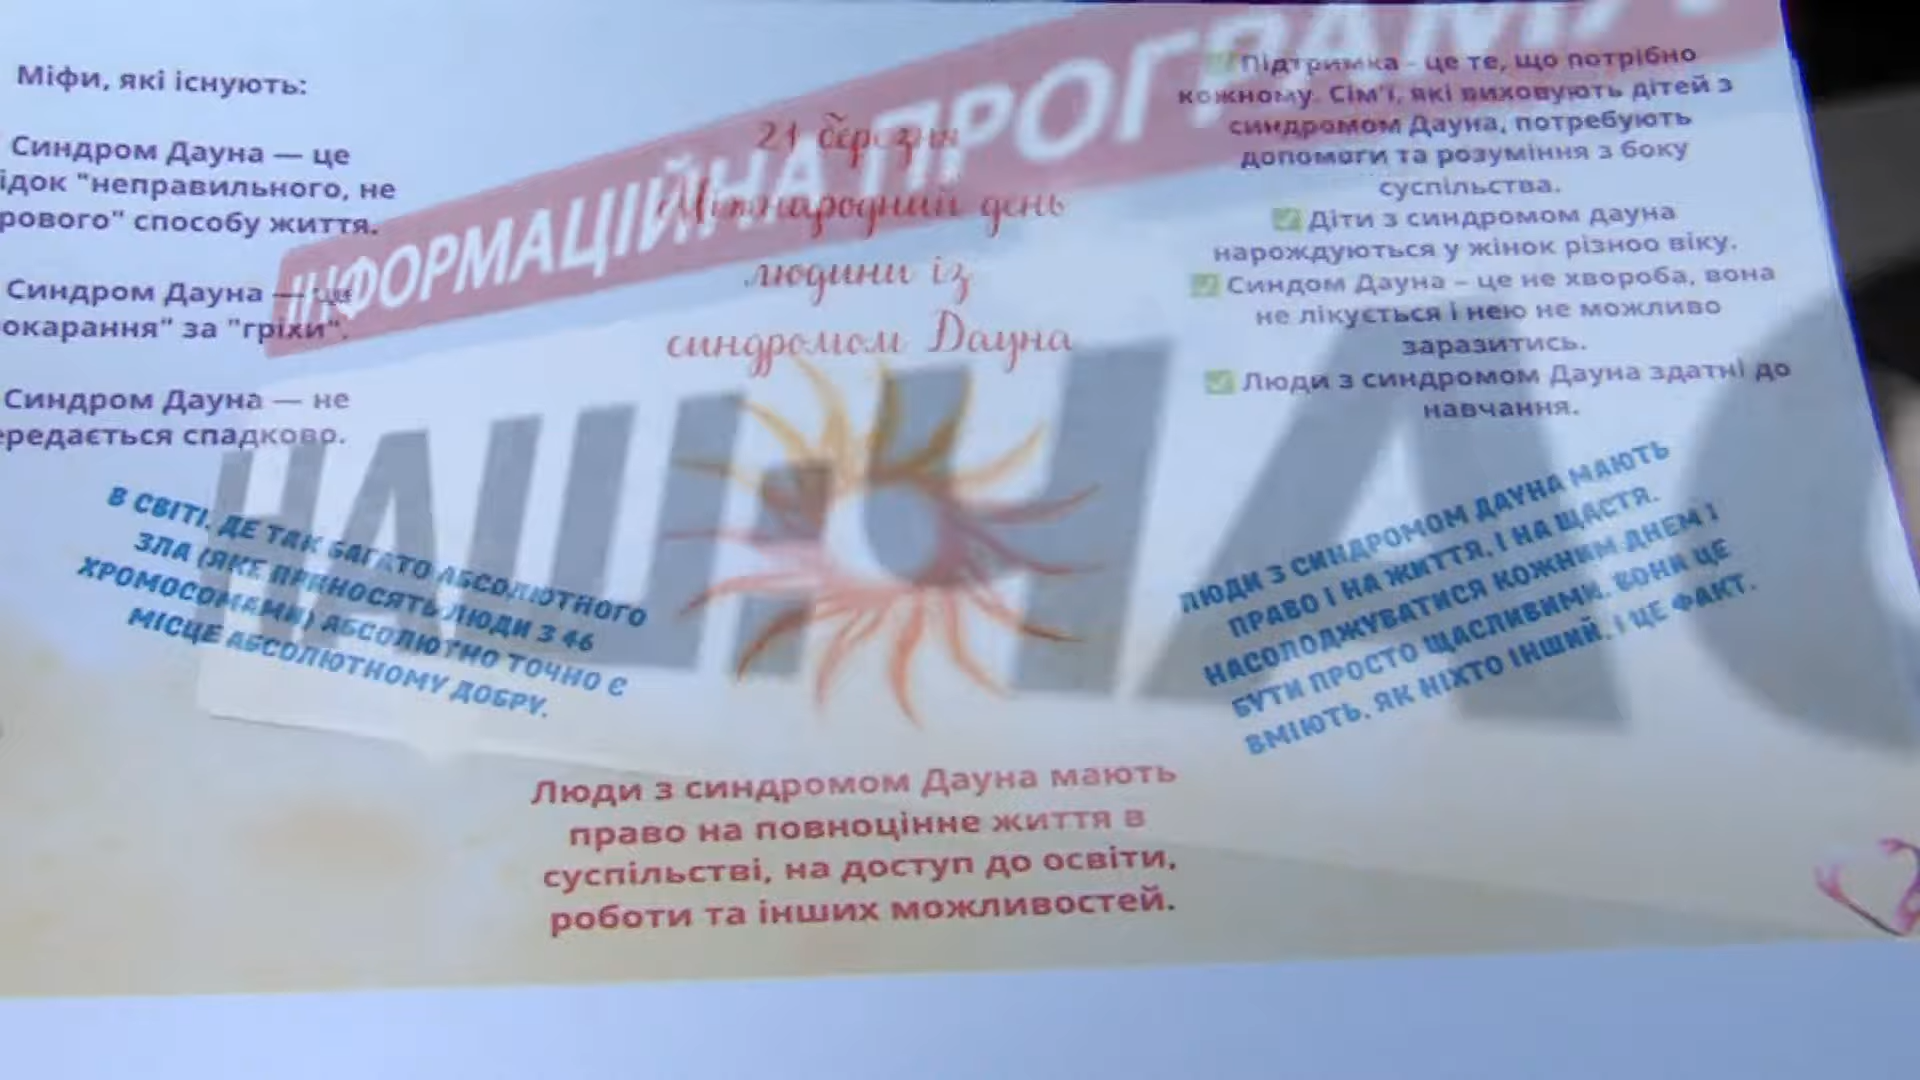 Міфи, які існують:
Синдром Дауна — це
ідок "неправильного, не
рового" способу життя.
Синдром Дауна — це
окарання" за "гріхи".
Синдром Дауна — не
ередається спадково.
В СВІТІ, ДЕ ТАК БАГАТО АБСОЛЮТНОГО
ЗЛА (ЯКЕ ПРИНОСЯТЬ ЛЮДИ З 46
ХРОМОСОМАМИ) АБСОЛЮТНО ТОЧНО Є
МІСЦЕ АБСОЛЮТНОМУ ДОБРУ.
ІНФОРМАЦІЙНА ПРОГРАМА
НАШ НАС
21 березня
Міжнародний день
людини із
синдромом Дауна
Люди з синдромом Дауна мають
право на повноцінне життя в
суспільстві, на доступ до освіти,
роботи та інших можливостей.
✅ Підтримка - це те, що потрібно
кожному. Сім'ї, які виховують дітей з
синдромом Дауна, потребують
допомоги та розуміння з боку
суспільства.
✅ Діти з синдромом дауна
нарождуються у жінок різноо віку.
✅ Синдом Дауна – це не хвороба, вона
не лікується і нею не можливо
заразитись.
✅ Люди з синдромом Дауна здатні до
навчання.
ЛЮДИ З СИНДРОМОМ ДАУНА МАЮТЬ
ПРАВО І НА ЖИТТЯ, І НА ЩАСТЯ.
НАСОЛОДЖУВАТИСЯ КОЖНИМ ДНЕМ І
БУТИ ПРОСТО ЩАСЛИВИМИ. ВОНИ ЦЕ
ВМІЮТЬ, ЯК НІХТО ІНШИЙ. І ЦЕ ФАКТ.